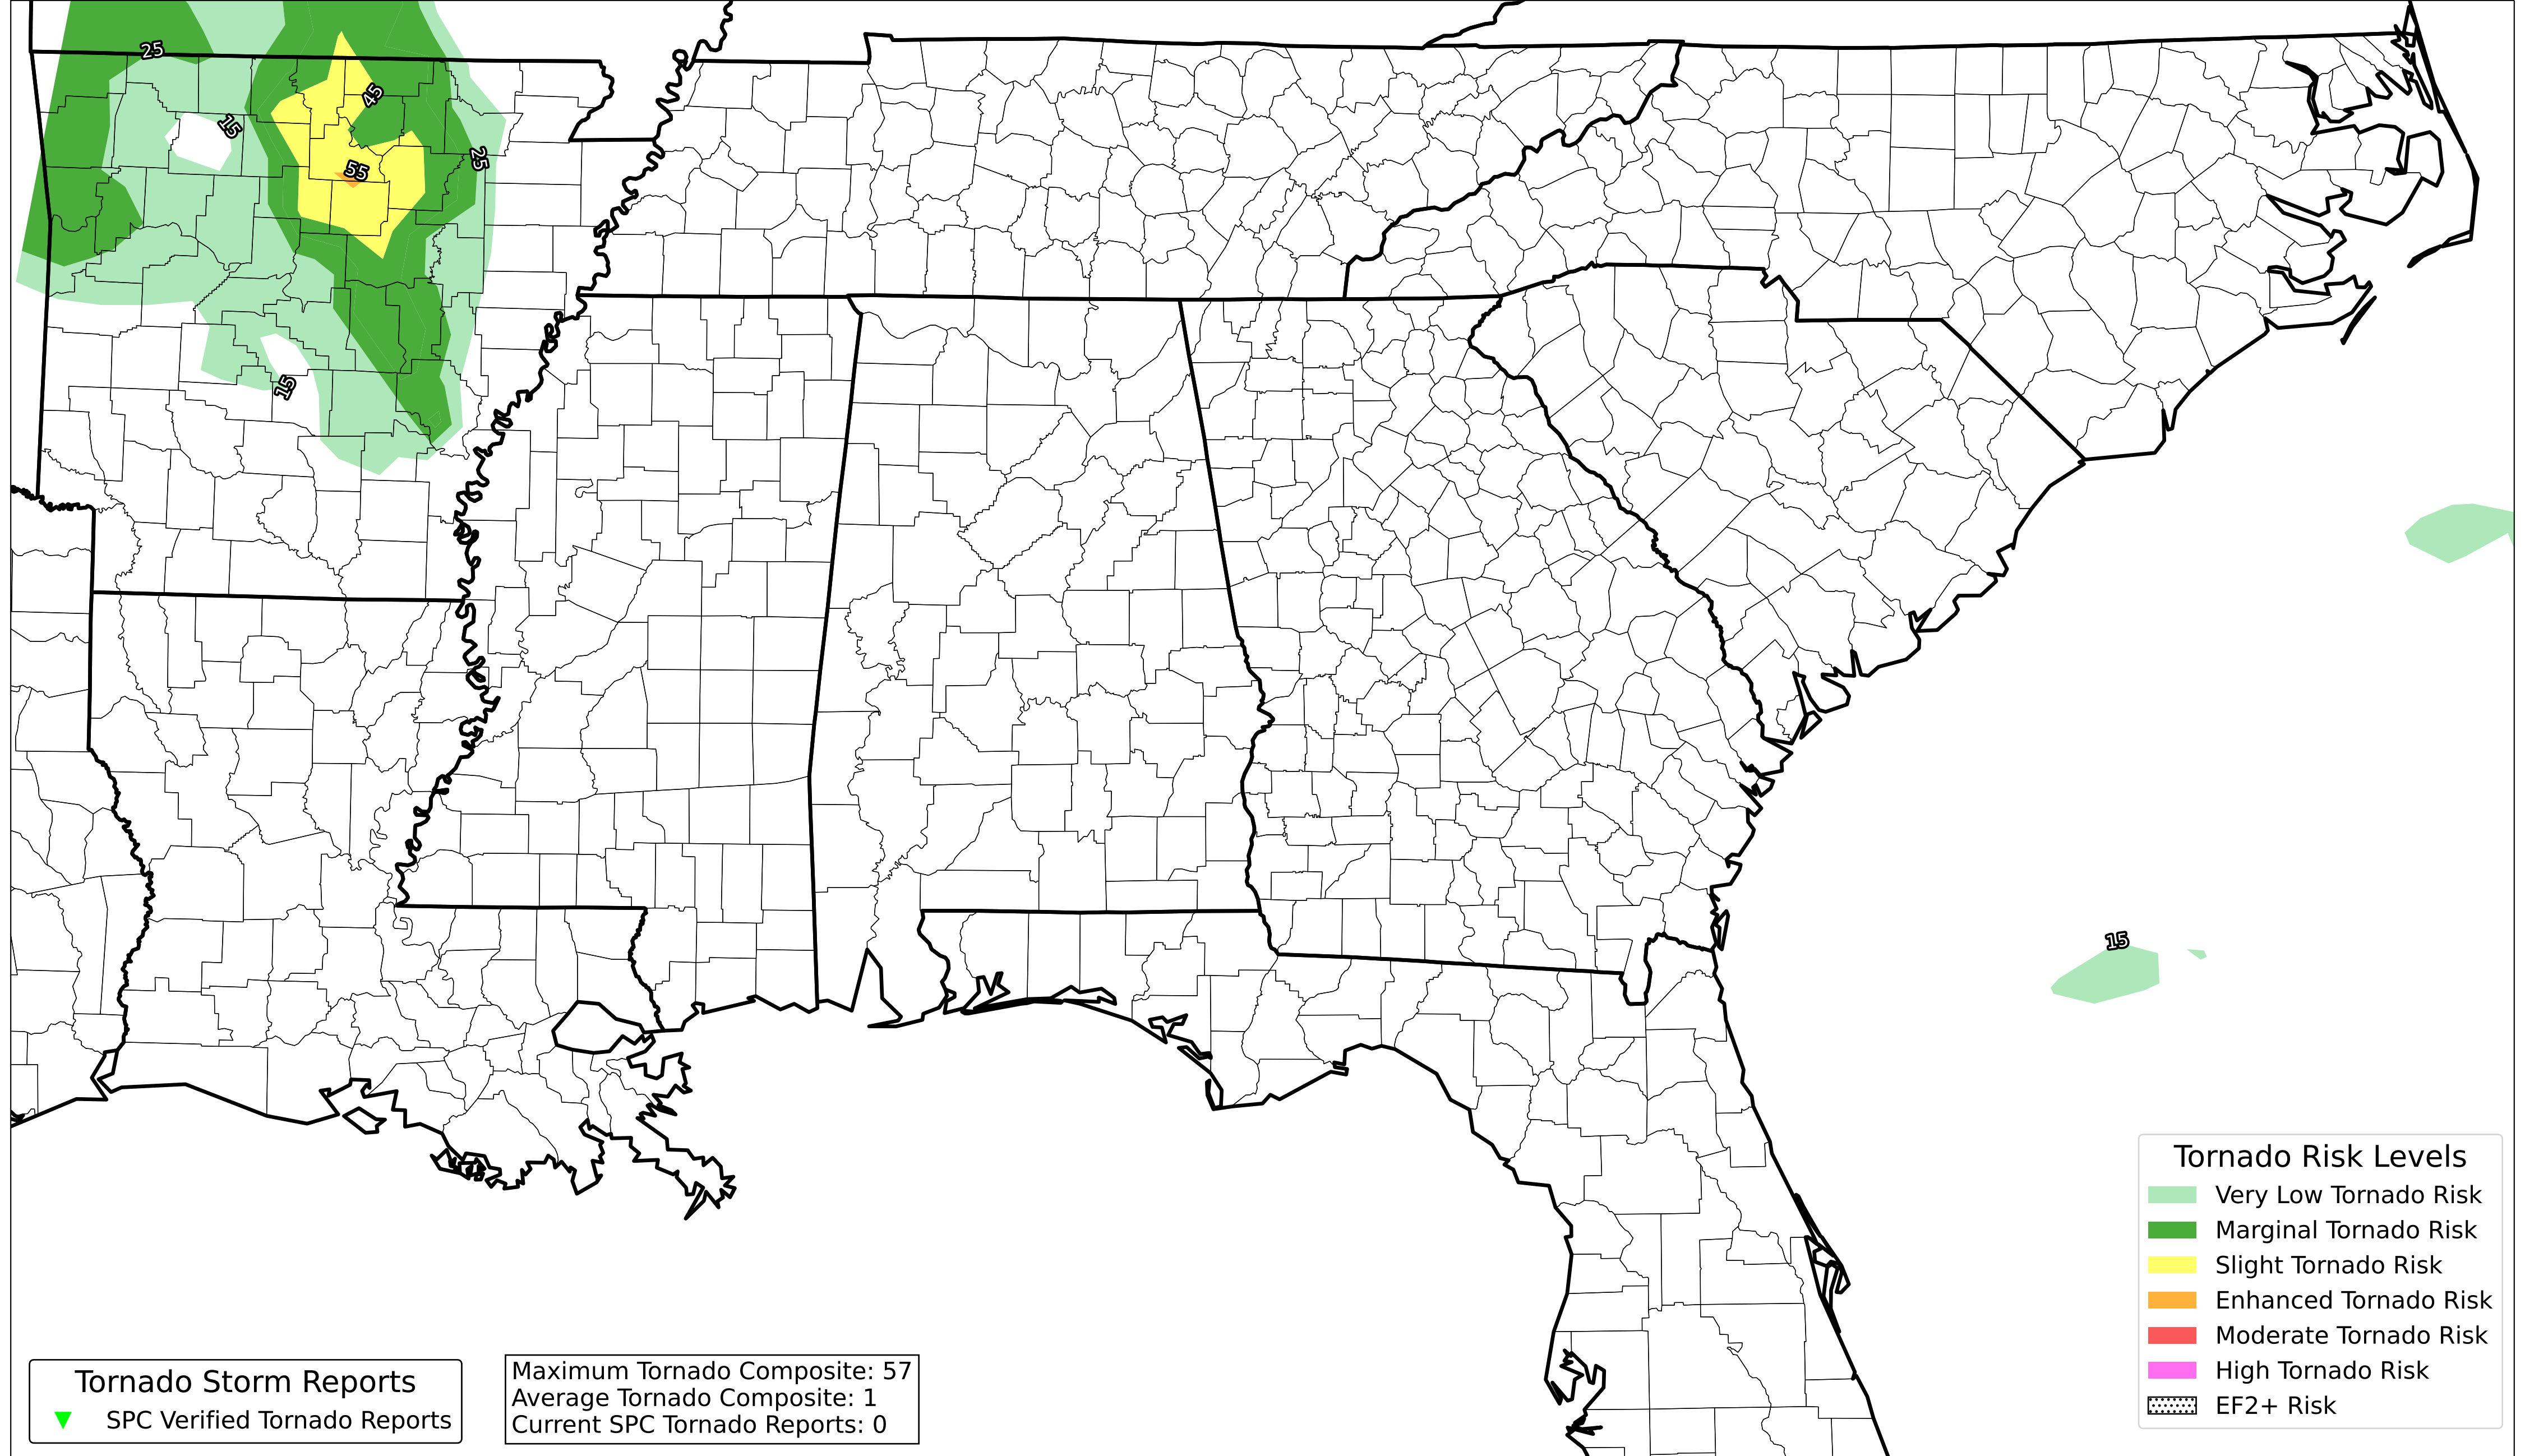 25
45
15
25
55
15
15
Tornado Risk Levels
Very Low Tornado Risk
Marginal Tornado Risk
Slight Tornado Risk
Enhanced Tornado Risk
Moderate Tornado Risk
High Tornado Risk
EF2+ Risk
Tornado Storm Reports
SPC Verified Tornado Reports
Maximum Tornado Composite: 57
Average Tornado Composite: 1
Current SPC Tornado Reports: 0